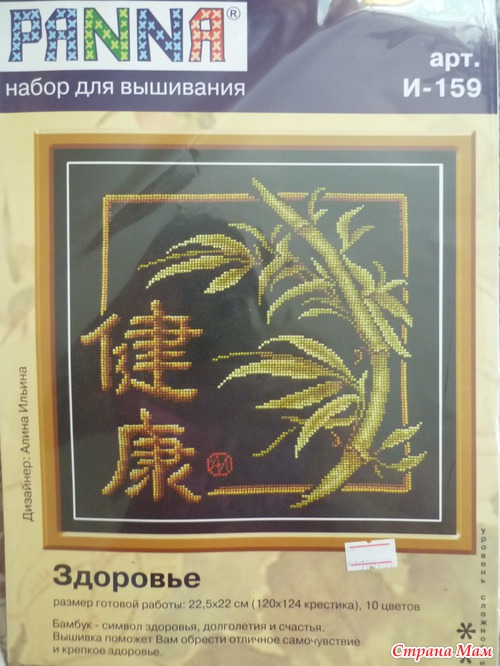 PANNA®
набор для вышивания
арт.
И-159
健
康
Дизайнер: Алина Ильина
Здоровье
размер готовой работы: 22,5х22 см (120х124 крестика), 10 цветов
Бамбук - символ здоровья, долголетия и счастья.
Вышивка поможет Вам обрести отличное самочувствие
и крепкое здоровье.
уровень сложно
Страна Мам